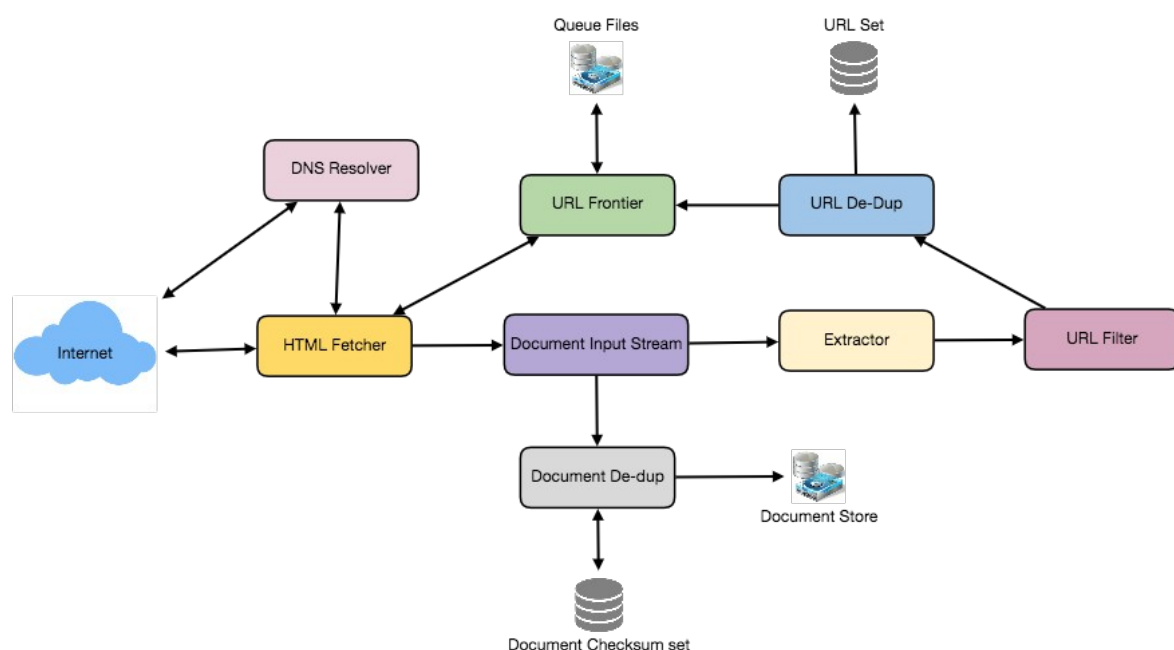 Queue Files
URL Set
DNS Resolver
URL Frontier
URL De-Dup
Internet
HTML Fetcher
Document Input Stream
Extractor
URL Filter
Document De-dup
Document Store
Document Checksum set